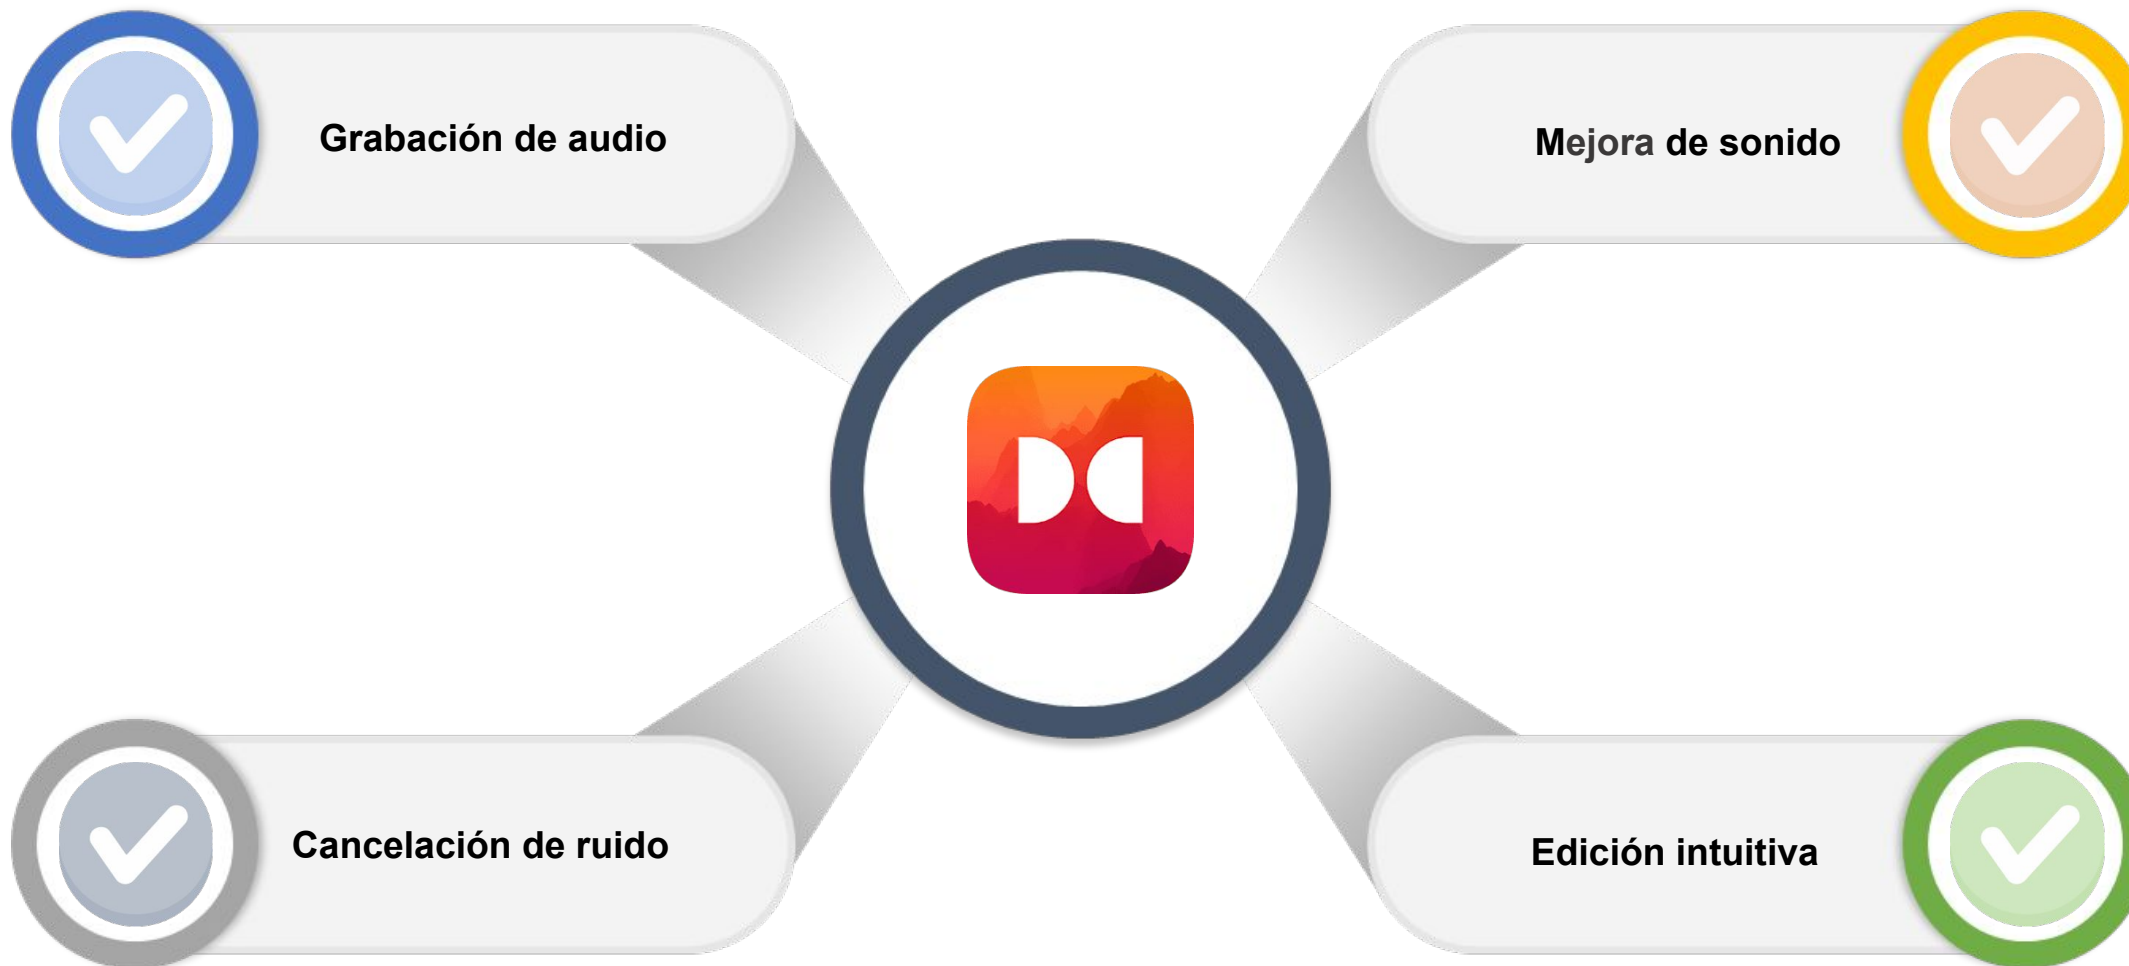 Grabación de audio
Mejora de sonido
Cancelación de ruido
Edición intuitiva